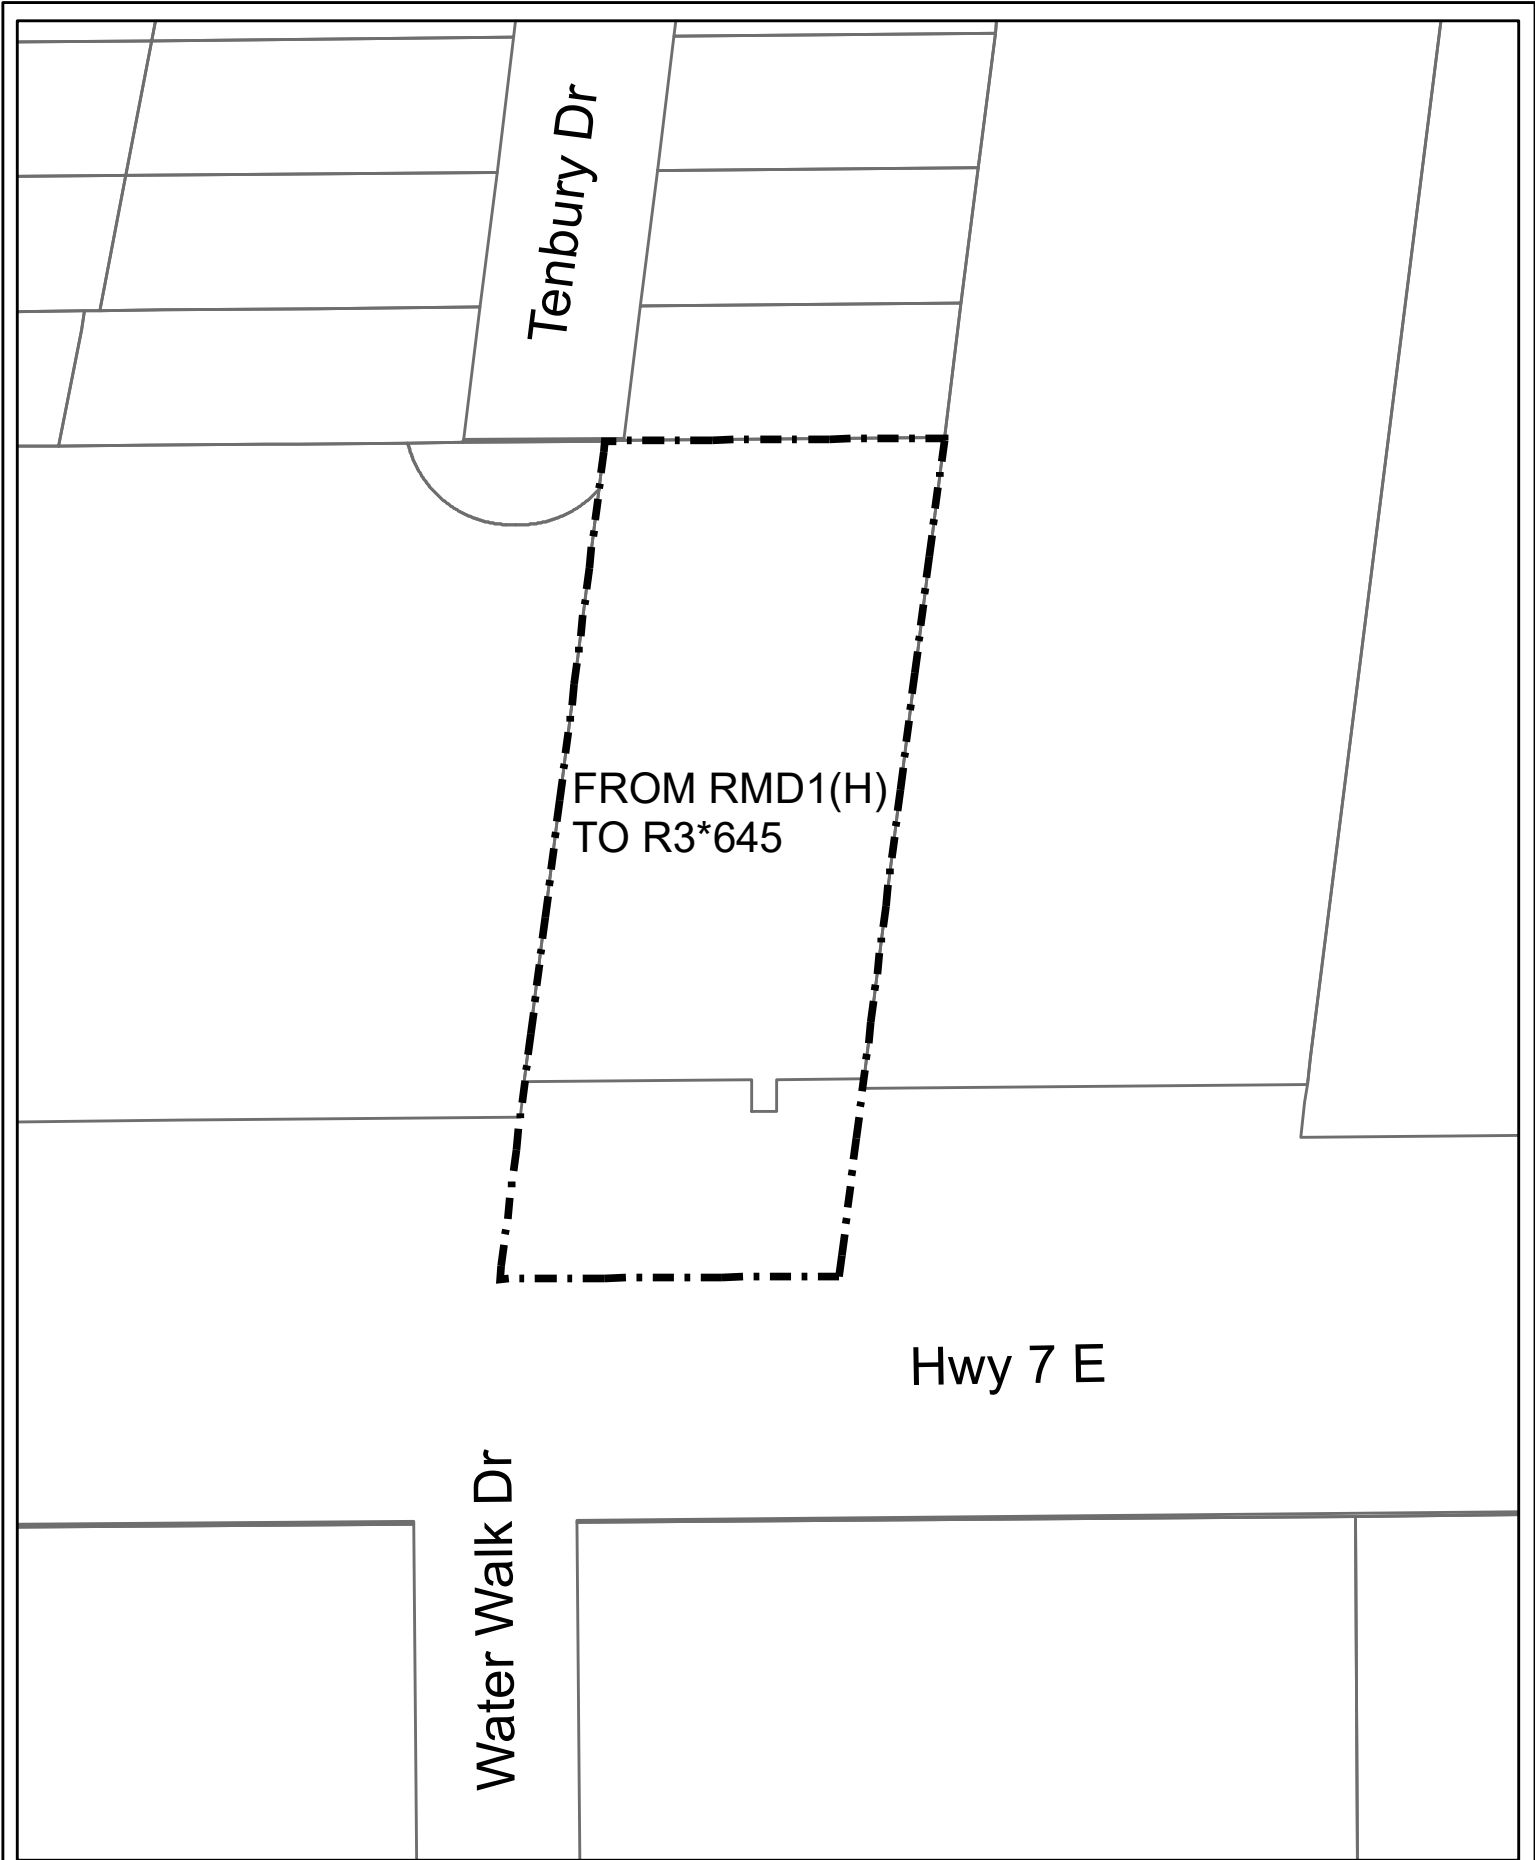 Tenbury Dr
FROM RMD1(H)
TO R3*645
Hwy 7 E
Water Walk Dr